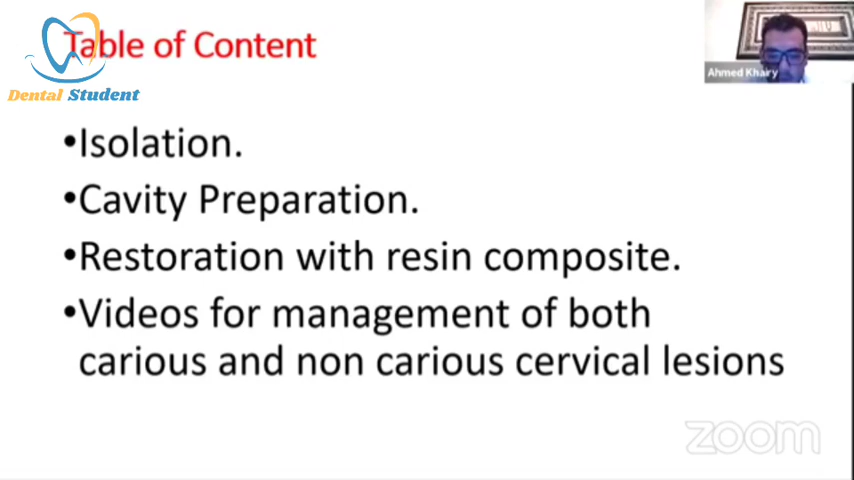 Table of Content
Dental Student
Ahmed Khairy
•Isolation.
•Cavity Preparation.
•Restoration with resin composite.
•Videos for management of both
carious and non carious cervical lesions
zoom